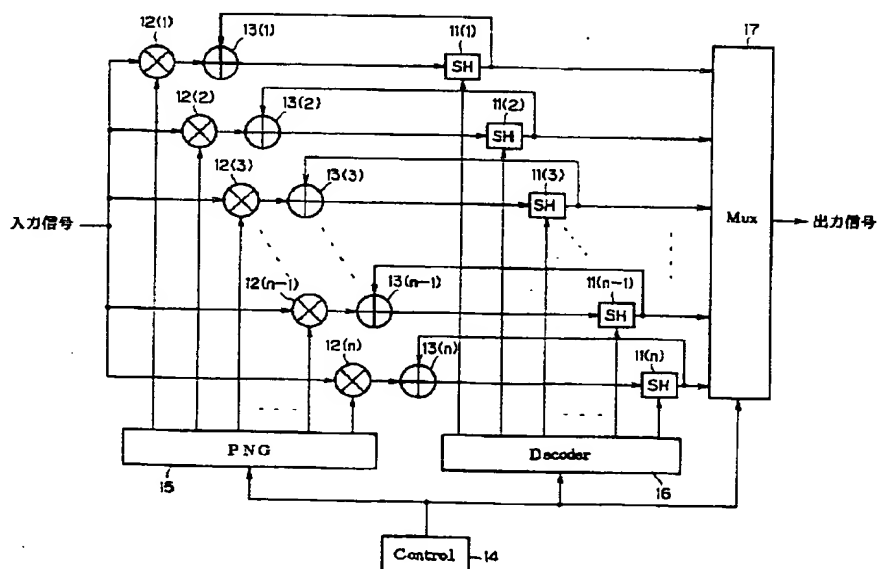 12(1)
13(1)
11(1)
17
SH
12(2)
13(2)
11(2)
SH
12(3)
13(3)
11(3)
SH
入力信号
Mux
出力信号
12(n-1)
13(n-1)
11(n-1)
SH
12(n)
13(n)
11(n)
SH
PNG
Decoder
15
16
Control
14